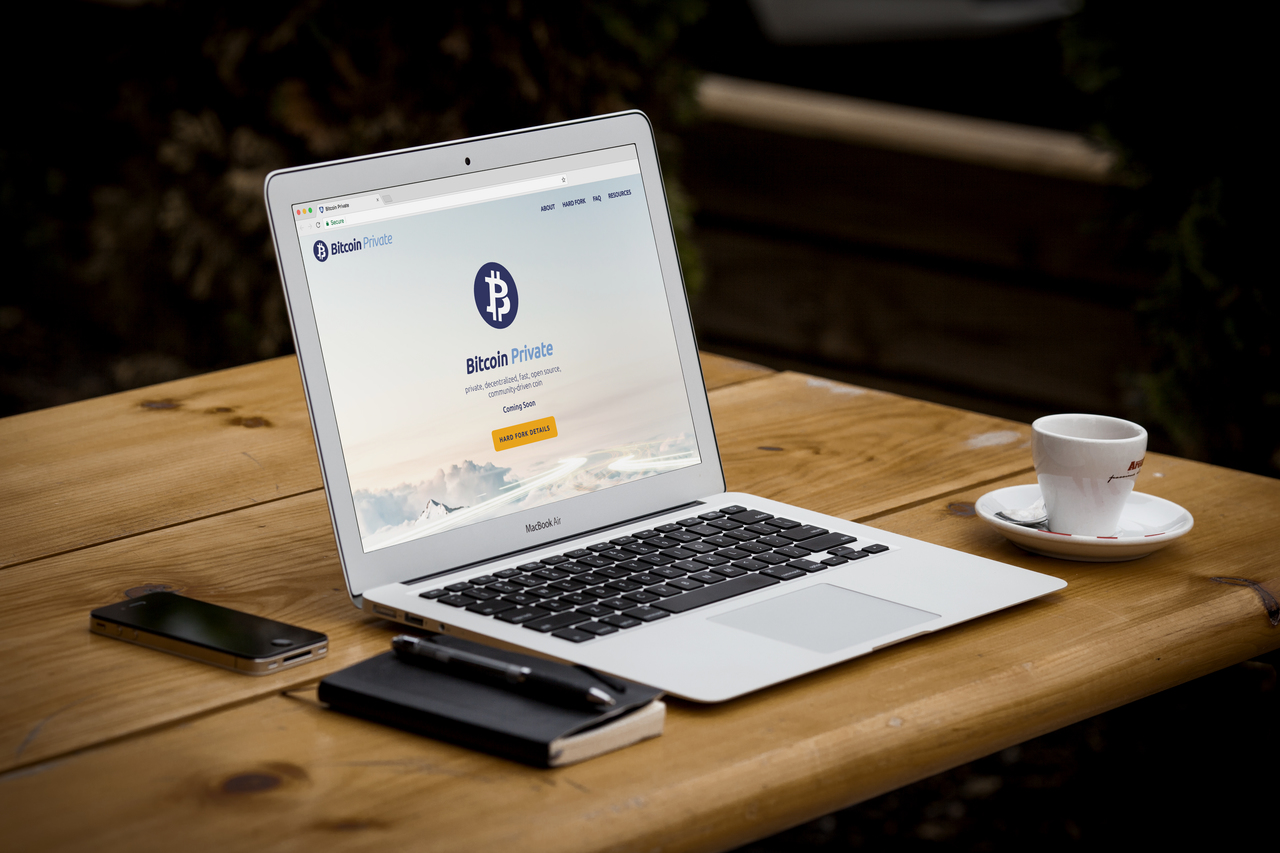 Bitcoin Private
Secure
ABOUT HARD FORK FAQ RESOURCES
Bitcoin Private
Bitcoin Private
private, decentralized, fast, open source,
community-driven coin
Coming Soon
HARD FORK DETAILS
MacBook Air